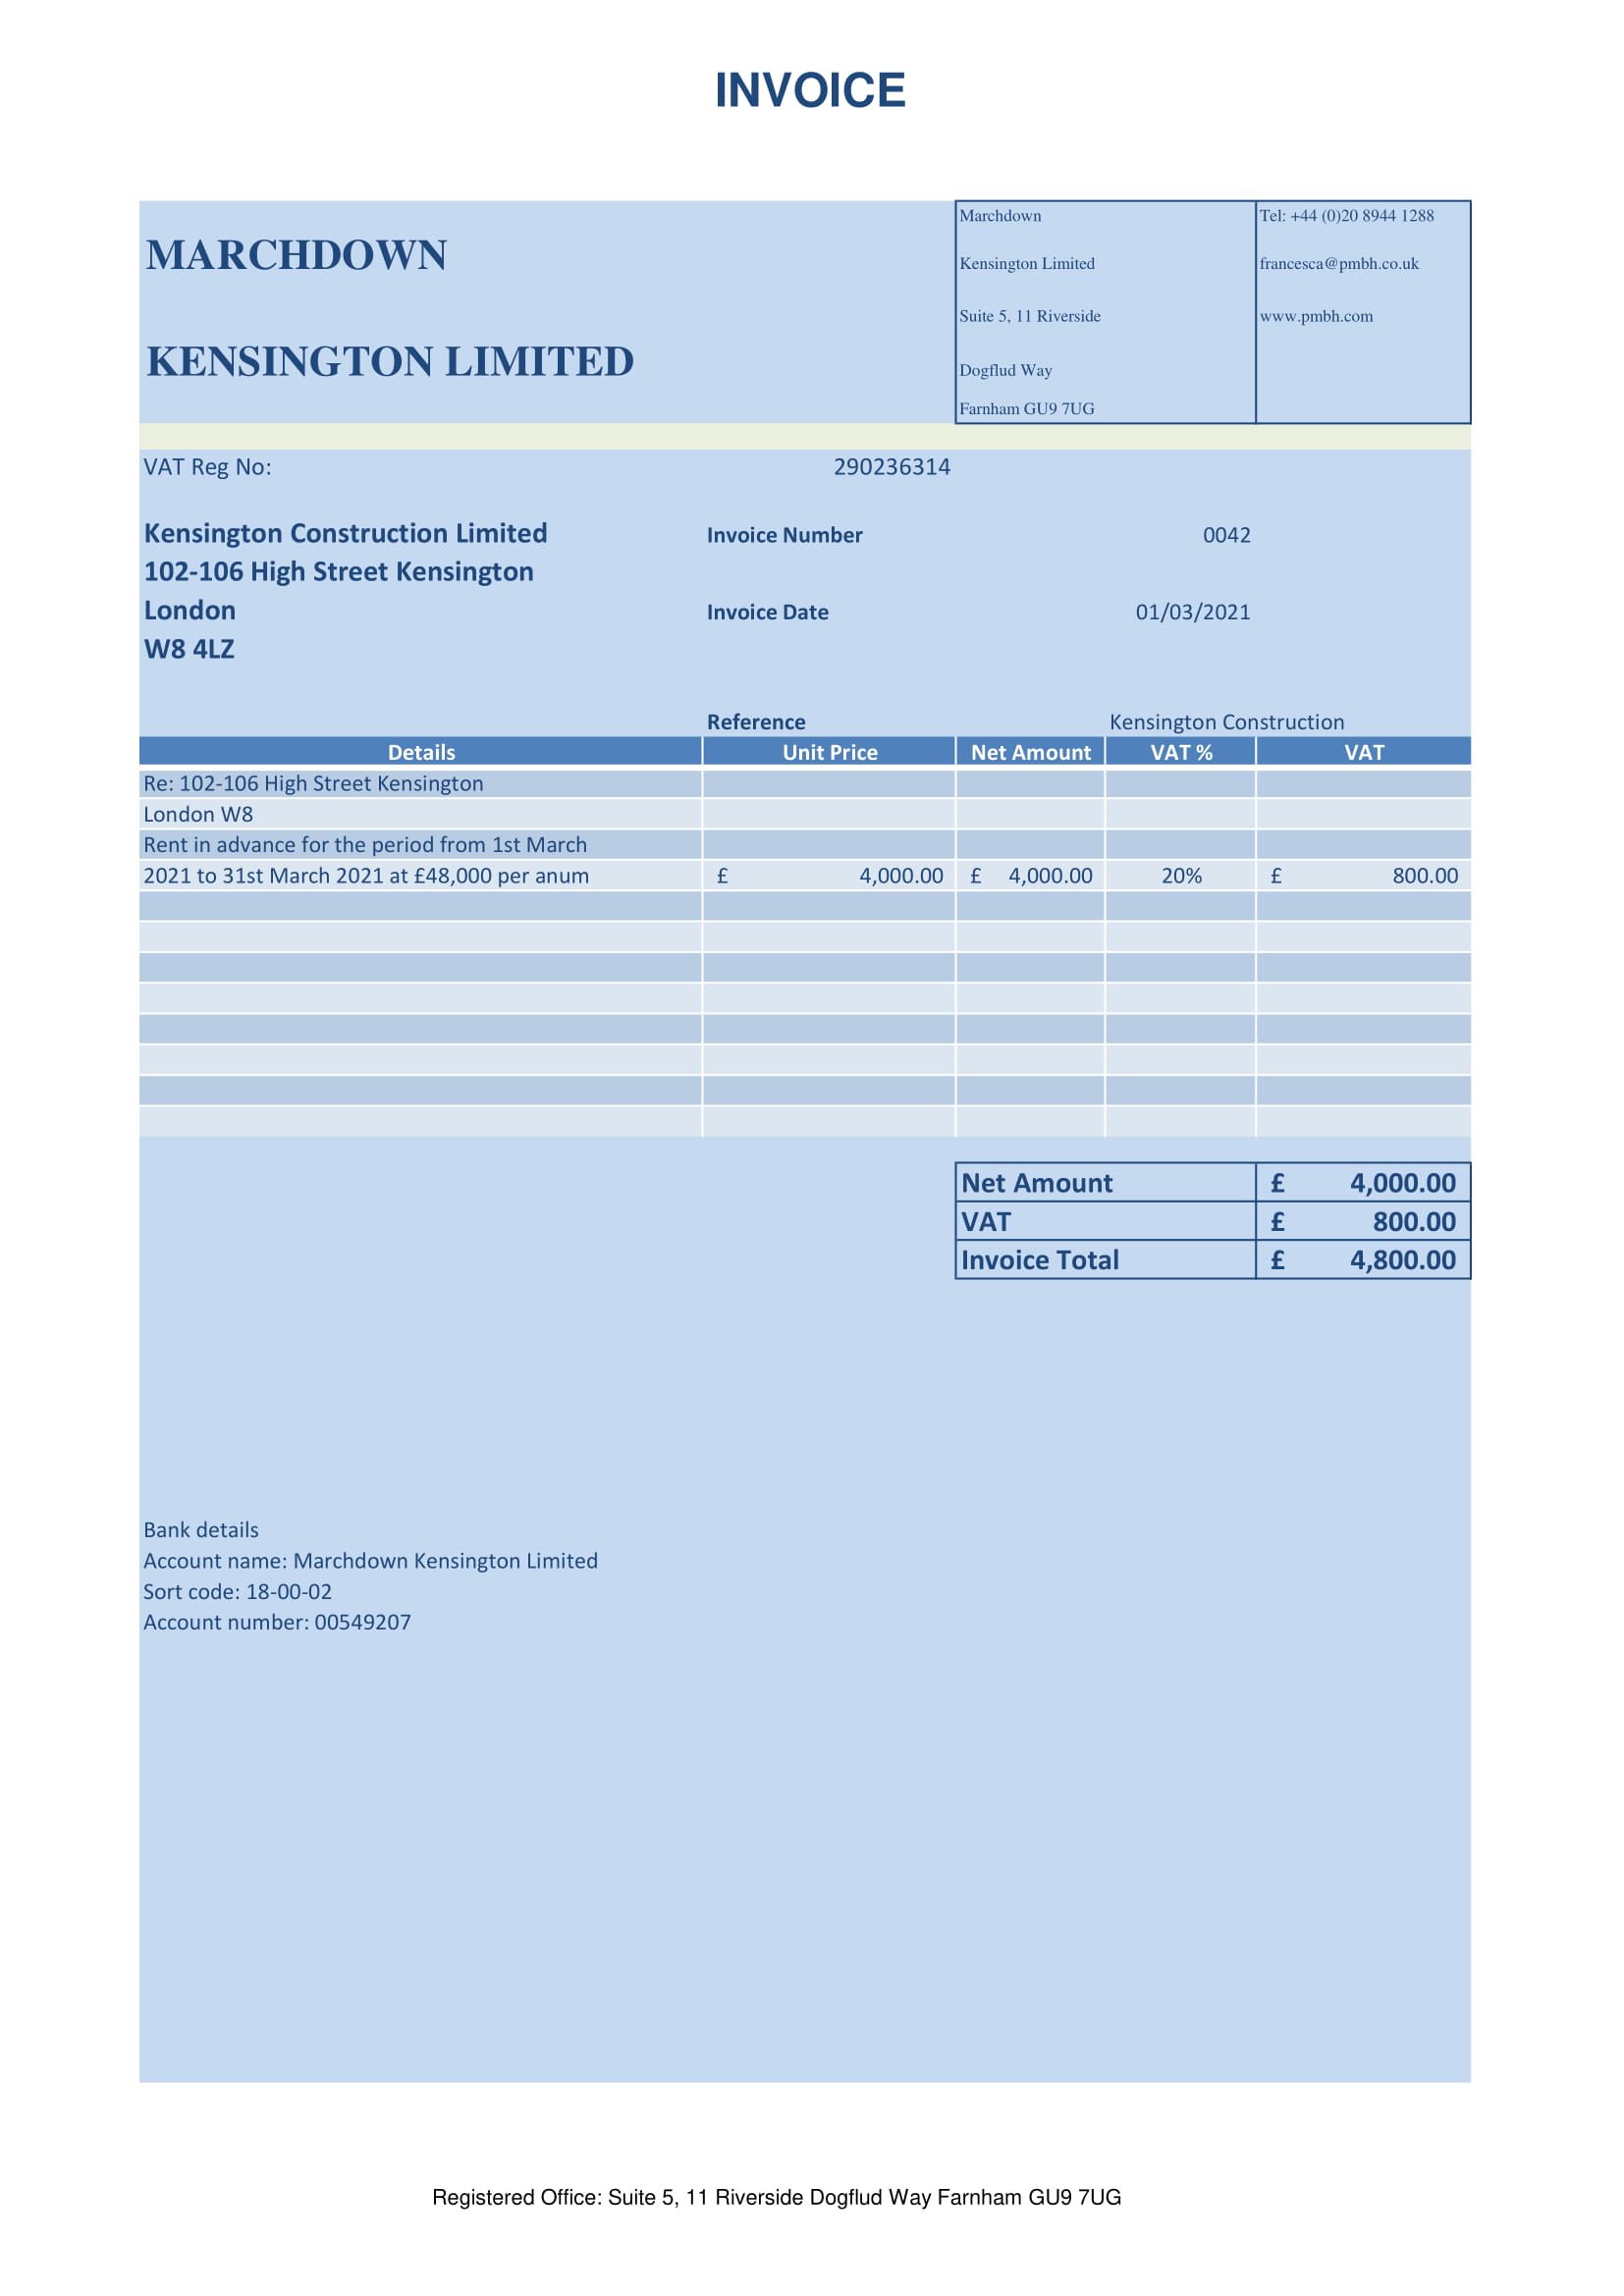 INVOICE
MARCHDOWN
KENSINGTON LIMITED
Marchdown
Kensington Limited
Suite 5, 11 Riverside
Dogflud Way
Farnham GU9 7UG
Tel: +44 (0)20 8944 1288
francesca@pmbh.co.uk
www.pmbh.com
VAT Reg No: 290236314
Kensington Construction Limited
102-106 High Street Kensington
London
W8 4LZ
Invoice Number 0042
Invoice Date 01/03/2021
Reference Kensington Construction
Details Unit Price Net Amount VAT % VAT
Re: 102-106 High Street Kensington
London W8
Rent in advance for the period from 1st March
2021 to 31st March 2021 at £48,000 per anum £ 4,000.00 £ 4,000.00 20% £ 800.00
Net Amount £ 4,000.00
VAT £ 800.00
Invoice Total £ 4,800.00
Bank details
Account name: Marchdown Kensington Limited
Sort code: 18-00-02
Account number: 00549207
Registered Office: Suite 5, 11 Riverside Dogflud Way Farnham GU9 7UG